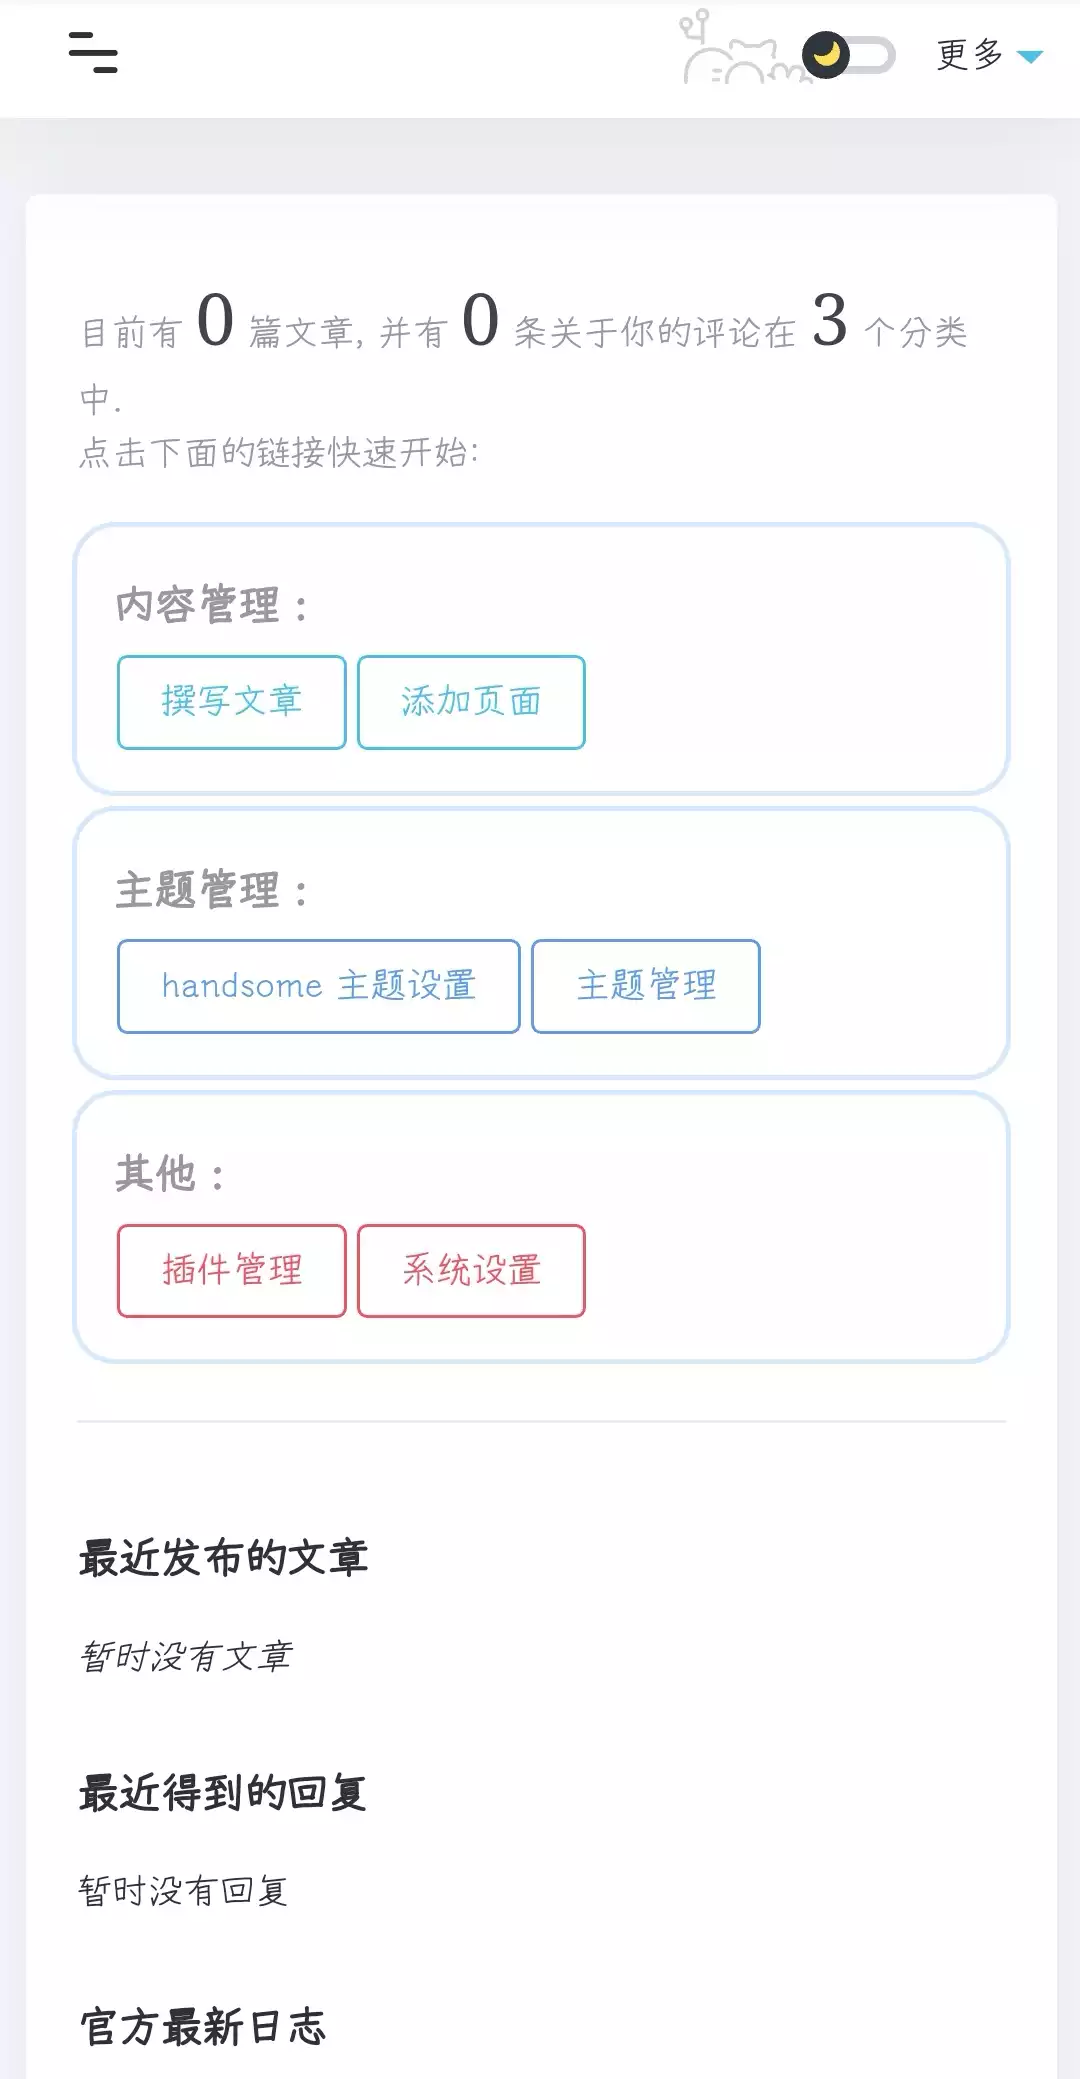 更多
目前有 0 篇文章, 并有 0 条关于你的评论在 3 个分类
中.
点击下面的链接快速开始:
内容管理：
撰写文章 添加页面
主题管理：
handsome 主题设置 主题管理
其他：
插件管理 系统设置
最近发布的文章
暂时没有文章
最近得到的回复
暂时没有回复
官方最新日志